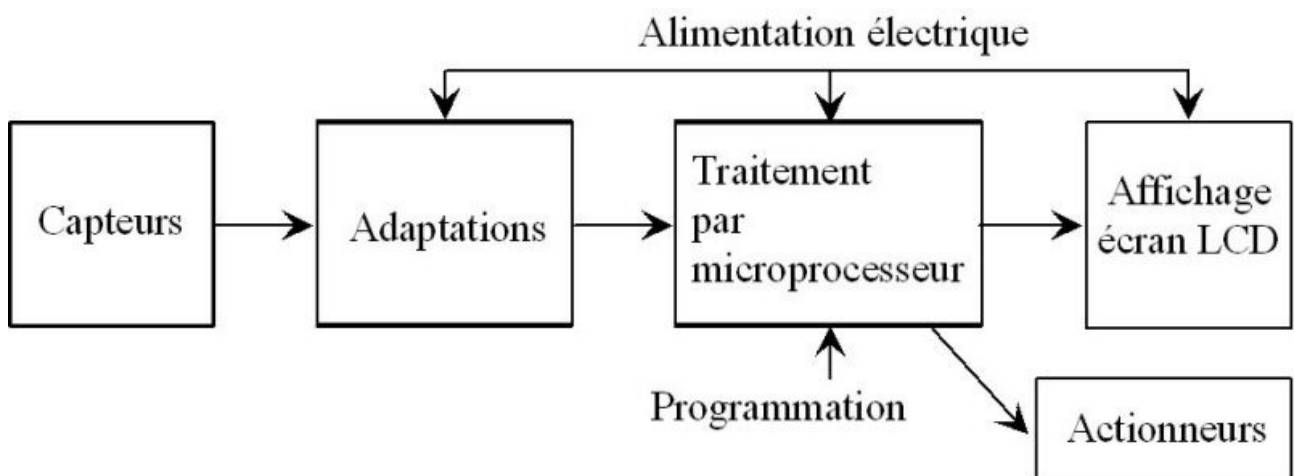 Alimentation électrique
Capteurs
Adaptations
Traitement
par
microprocesseur
Affichage
écran LCD
Programmation
Actionneurs